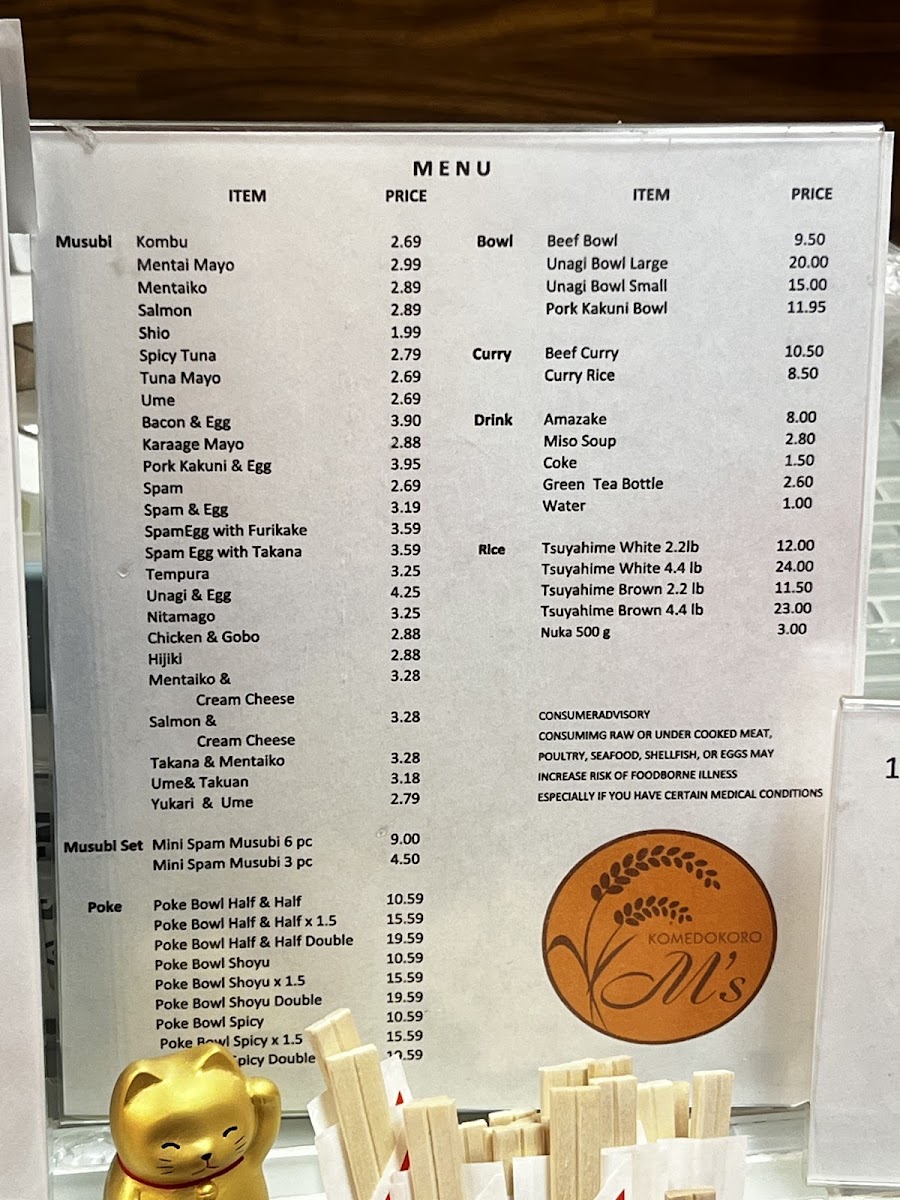 MENU
ITEM PRICE
Musubi Kombu 2.69
Mentai Mayo 2.99
Mentaiko 2.89
Salmon 2.89
Shio 1.99
Spicy Tuna 2.79
Tuna Mayo 2.69
Ume 2.69
Bacon & Egg 3.90
Karaage Mayo 2.88
Pork Kakuni & Egg 3.95
Spam 2.69
Spam & Egg 3.19
SpamEgg with Furikake 3.59
Spam Egg with Takana 3.59
Tempura 3.25
Unagi & Egg 4.25
Nitamago 3.25
Chicken & Gobo 2.88
Hijiki 2.88
Mentaiko & 3.28
Cream Cheese
Salmon & 3.28
Cream Cheese
Takana & Mentaiko 3.28
Ume& Takuan 3.18
Yukari & Ume 2.79
Musubi Set Mini Spam Musubi 6 pc 9.00
Mini Spam Musubi 3 pc 4.50
Poke Poke Bowl Half & Half 10.59
Poke Bowl Half & Half x 1.5 15.59
Poke Bowl Half & Half Double 19.59
Poke Bowl Shoyu 10.59
Poke Bowl Shoyu x 1.5 15.59
Poke Bowl Shoyu Double 19.59
Poke Bowl Spicy 10.59
Poke Bowl Spicy x 1.5 15.59
Double
ITEM PRICE
Bowl Beef Bowl 9.50
Unagi Bowl Large 20.00
Unagi Bowl Small 15.00
Pork Kakuni Bowl 11.95
Curry Beef Curry 10.50
Curry Rice 8.50
Drink Amazake 8.00
Miso Soup 2.80
Coke 1.50
Green Tea Bottle 2.60
Water 1.00
Rice Tsuyahime White 2.2lb 12.00
Tsuyahime White 4.4 lb 24.00
Tsuyahime Brown 2.2 lb 11.50
Tsuyahime Brown 4.4 lb 23.00
Nuka 500 g 3.00
CONSUMERADVISORY
CONSUMIMG RAW OR UNDER COOKED MEAT,
POULTRY, SEAFOOD, SHELLFISH, OR EGGS MAY
INCREASE RISK OF FOODBORNE ILLNESS
ESPECIALLY IF YOU HAVE CERTAIN MEDICAL CONDITIONS
KOMEDOKORO
M's
1